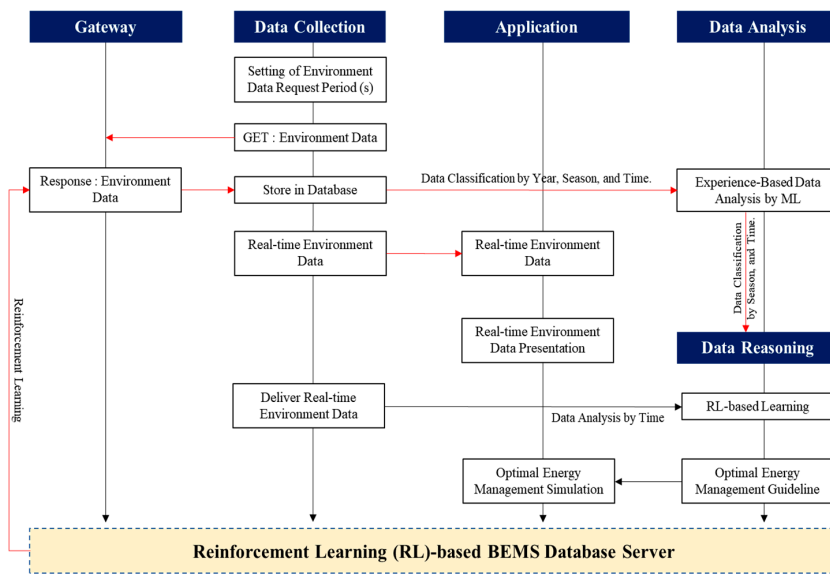 Gateway
Data Collection
Application
Data Analysis
Setting of Environment
Data Request Period (s)
GET : Environment Data
Response : Environment
Data
Store in Database
Data Classification by Year, Season, and Time.
Experience-Based Data
Analysis by ML
Real-time Environment
Data
Real-time Environment
Data
Data Classification
by Season, and Time.
Reinforcement Learning
Real-time Environment
Data Presentation
Data Reasoning
Deliver Real-time
Environment Data
Data Analysis by Time
RL-based Learning
Optimal Energy
Management Simulation
Optimal Energy
Management Guideline
Reinforcement Learning (RL)-based BEMS Database Server